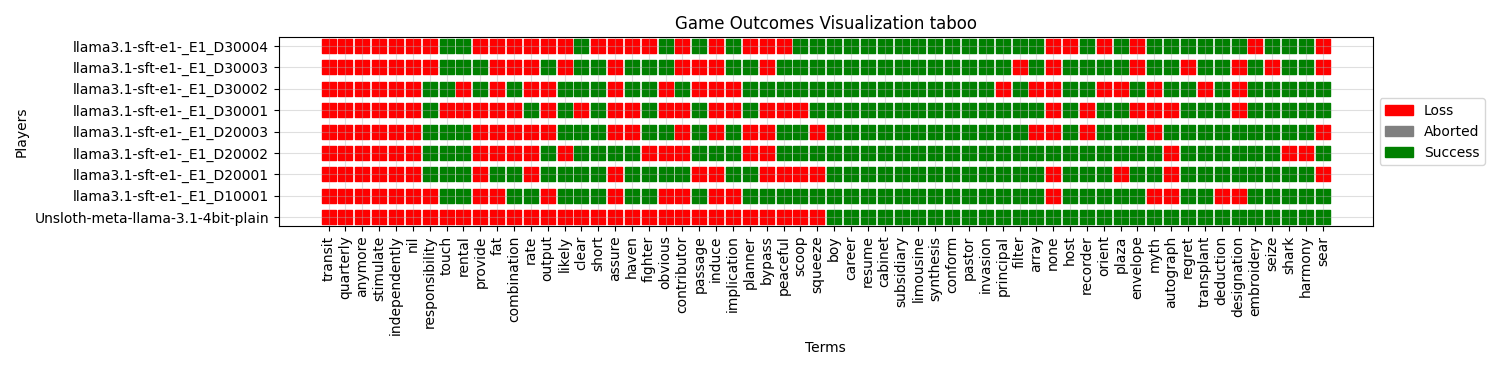 Game Outcomes Visualization taboo
Players
llama3.1-sft-e1-_E1_D30004
llama3.1-sft-e1-_E1_D30003
llama3.1-sft-e1-_E1_D30002
llama3.1-sft-e1-_E1_D30001
llama3.1-sft-e1-_E1_D20003
llama3.1-sft-e1-_E1_D20002
llama3.1-sft-e1-_E1_D20001
llama3.1-sft-e1-_E1_D10001
Unsloth-meta-llama-3.1-4bit-plain
Loss
Aborted
Success
transit
quarterly
anymore
stimulate
independently
nil
responsibility
touch
rental
provide
fat
combination
rate
output
likely
clear
short
assure
haven
fighter
obvious
contributor
passage
induce
implication
planner
bypass
peaceful
scoop
squeeze
boy
career
resume
cabinet
subsidiary
limousine
synthesis
conform
pastor
invasion
principal
filter
array
none
host
recorder
orient
plaza
envelope
myth
autograph
regret
transplant
deduction
designation
embroidery
seize
shark
harmony
sear
Terms